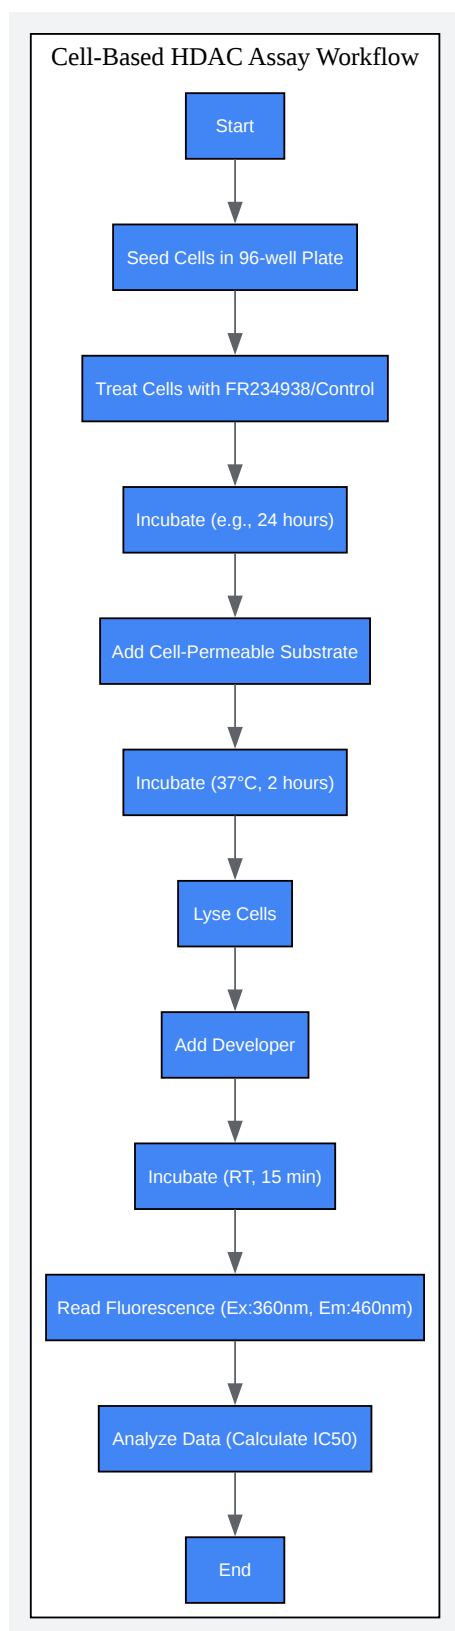 Cell-Based HDAC Assay Workflow
Start
Seed Cells in 96-well Plate
Treat Cells with FR234938/Control
Incubate (e.g., 24 hours)
Add Cell-Permeable Substrate
Incubate (37°C, 2 hours)
Lyse Cells
Add Developer
Incubate (RT, 15 min)
Read Fluorescence (Ex:360nm, Em:460nm)
Analyze Data (Calculate IC50)
End